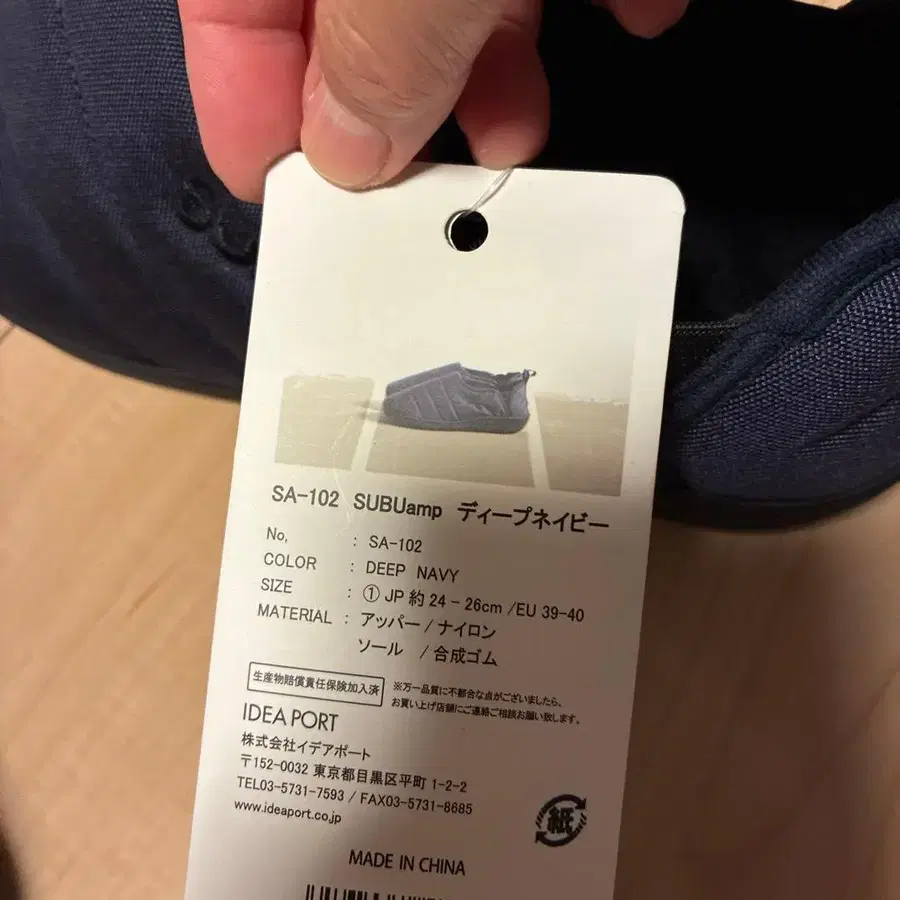 SA-102 SUBUamp ディープネイビー
No, : SA-102
COLOR : DEEP NAVY
SIZE : ① JP 約 24 - 26cm /EU 39-40
MATERIAL : アッパー / ナイロン
ソール / 合成ゴム
生産物賠償責任保険加入済
※万一品質に不都合な点がございましたら、
お買い上げ店舗にご連絡ご相談お願い致します。
IDEA PORT
株式会社イデアポート
〒152-0032 東京都目黒区平町 1-2-2
TEL03-5731-7593 / FAX03-5731-8685
www.ideaport.co.jp
紙
MADE IN CHINA